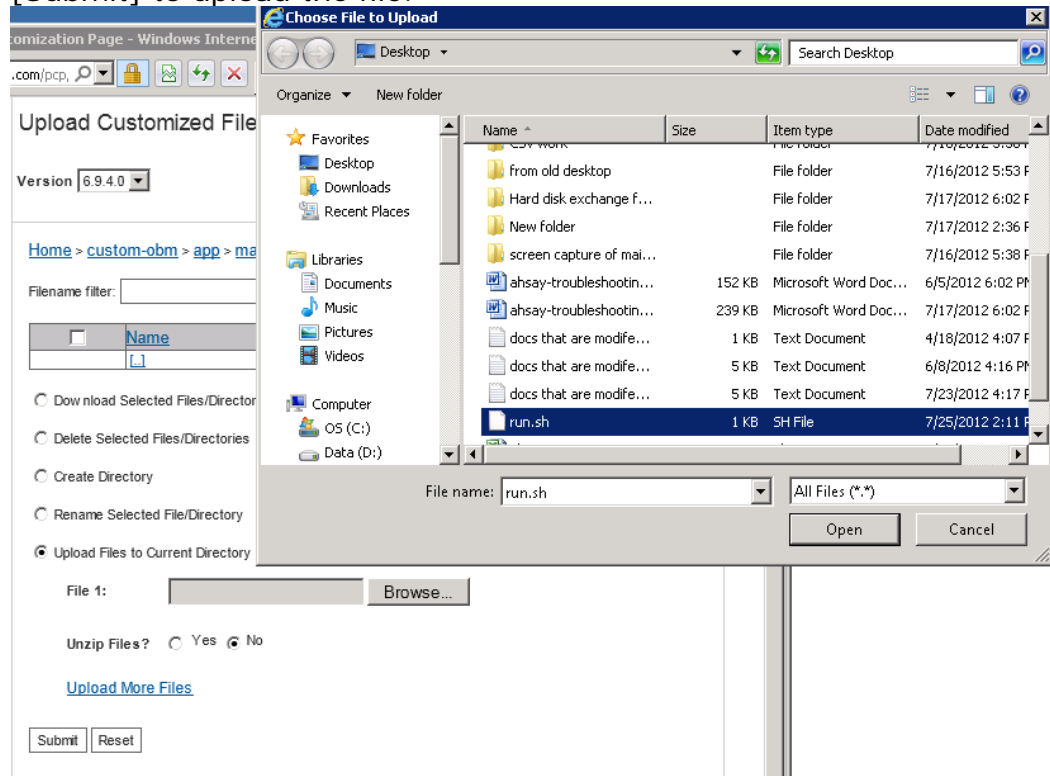 [Submit] to upload the file.
Choose File to Upload
omization Page - Windows Interne
.com/pcp,
Desktop
Search Desktop
Organize
New folder
Upload Customized File
Version 6.9.4.0
Home > custom-obm > app > ma
Filename filter:
Name
[..]
Download Selected Files/Director
Delete Selected Files/Directories
Create Directory
Rename Selected File/Directory
Upload Files to Current Directory
File 1:
Browse...
Unzip Files? Yes No
Upload More Files
Submit Reset
Favorites
Desktop
Downloads
Recent Places
Libraries
Documents
Music
Pictures
Videos
Computer
OS (C:)
Data (D:)
Name Size Item type Date modified
CSV work File folder
from old desktop File folder 7/16/2012 5:53 P
Hard disk exchange f... File folder 7/17/2012 6:02 P
New folder File folder 7/17/2012 2:36 P
screen capture of mai... File folder 7/16/2012 5:38 P
ahsay-troubleshootin... 152 KB Microsoft Word Doc... 6/5/2012 6:02 PM
ahsay-troubleshootin... 239 KB Microsoft Word Doc... 7/17/2012 6:02 P
docs that are modife... 1 KB Text Document 4/18/2012 4:07 P
docs that are modife... 5 KB Text Document 6/8/2012 4:16 PM
docs that are modife... 5 KB Text Document 7/23/2012 4:17 P
run.sh 1 KB SH File 7/25/2012 2:11 P
File name: run.sh
All Files (*.*)
Open Cancel